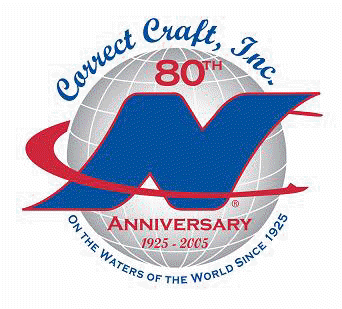 Correct Craft, Inc.
80TH
N®
ANNIVERSARY
1925 - 2005
ON THE WATERS OF THE WORLD SINCE 1925